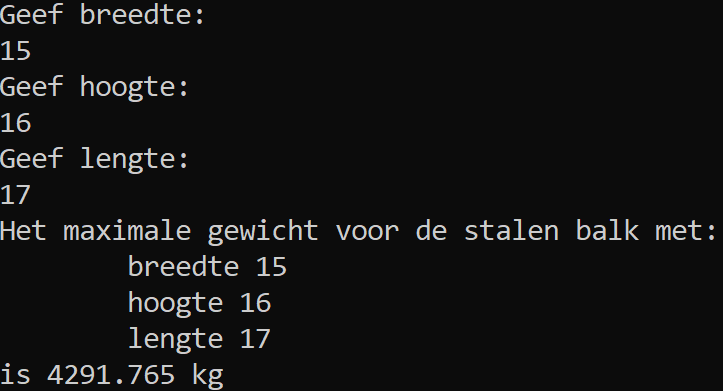 Geef breedte:
15
Geef hoogte:
16
Geef lengte:
17
Het maximale gewicht voor de stalen balk met:
        breedte 15
        hoogte 16
        lengte 17
is 4291.765 kg